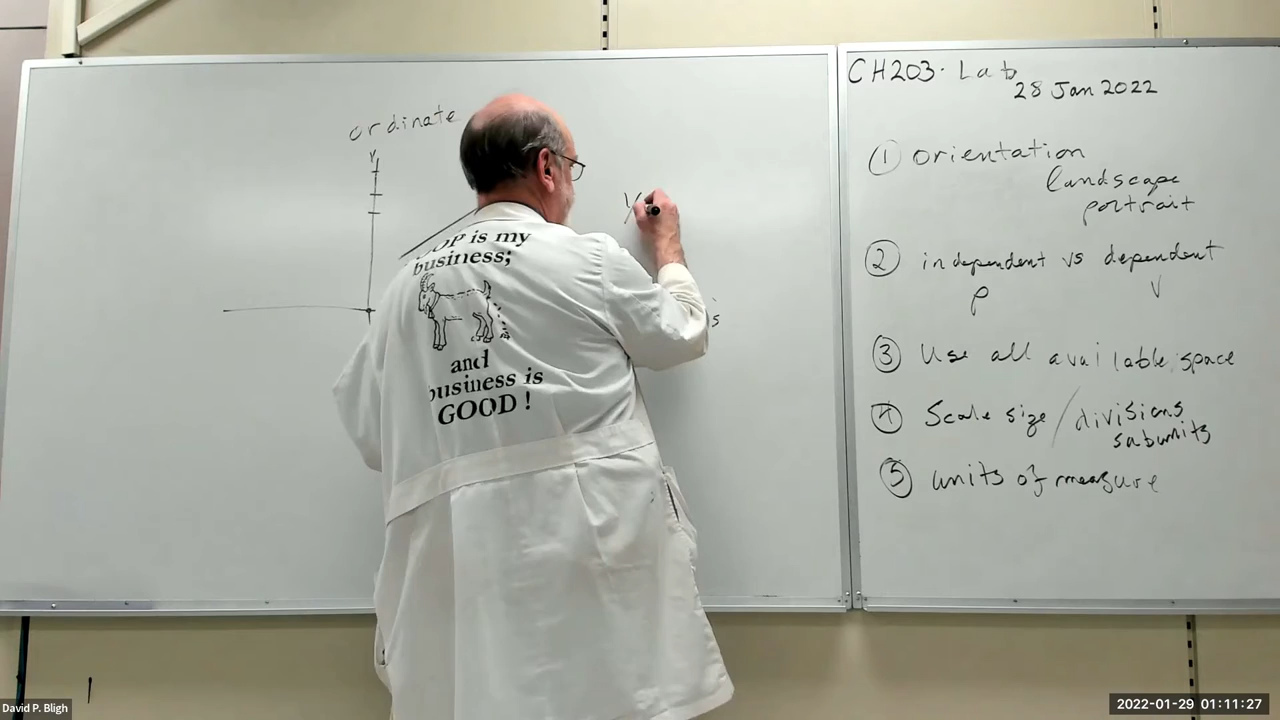 ordinate
y
OP is my
business;
and
business is
GOOD!
CH203. Lab
28 Jan 2022
① orientation
landscape
portrait
② independent vs dependent
ρ V
③ Use all available space
④ Scale size / divisions
subunits
⑤ units of measure
David P. Bligh
2022-01-29 01:11:27